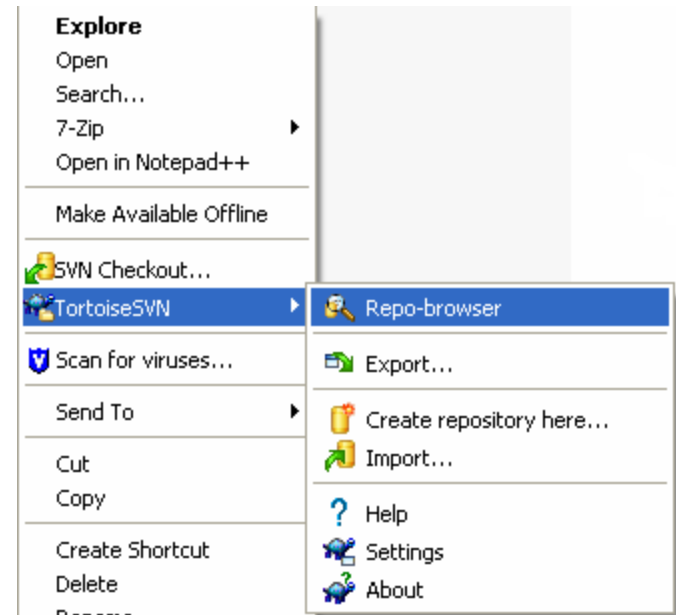 Explore
Open
Search...
7-Zip
Open in Notepad++
Make Available Offline
SVN Checkout...
TortoiseSVN
Scan for viruses...
Send To
Cut
Copy
Create Shortcut
Delete
Repo-browser
Export...
Create repository here...
Import...
? Help
Settings
About